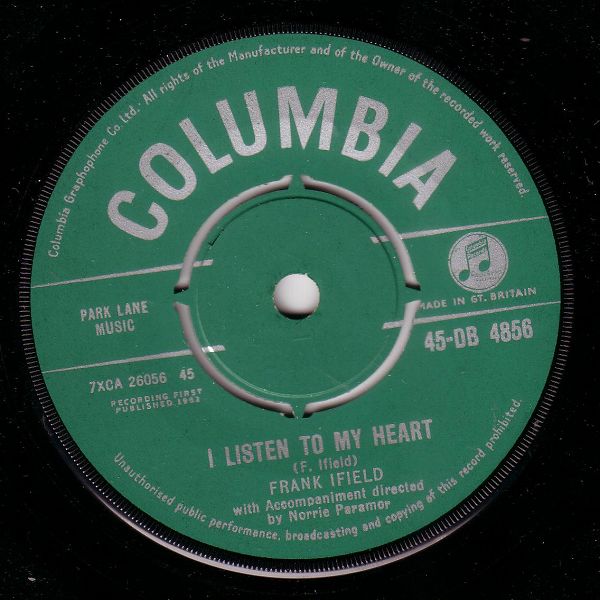 Columbia Graphophone Co. Ltd. All rights of the Manufacturer and of the Owner of the recorded work reserved.
COLUMBIA
PARK LANE
MUSIC
MADE IN GT. BRITAIN
45-DB 4856
7XCA 26056 45
RECORDING FIRST
PUBLISHED 1962
I LISTEN TO MY HEART
(F. Ifield)
FRANK IFIELD
with Accompaniment directed
by Norrie Paramor
Unauthorised public performance, broadcasting and copying of this record prohibited.